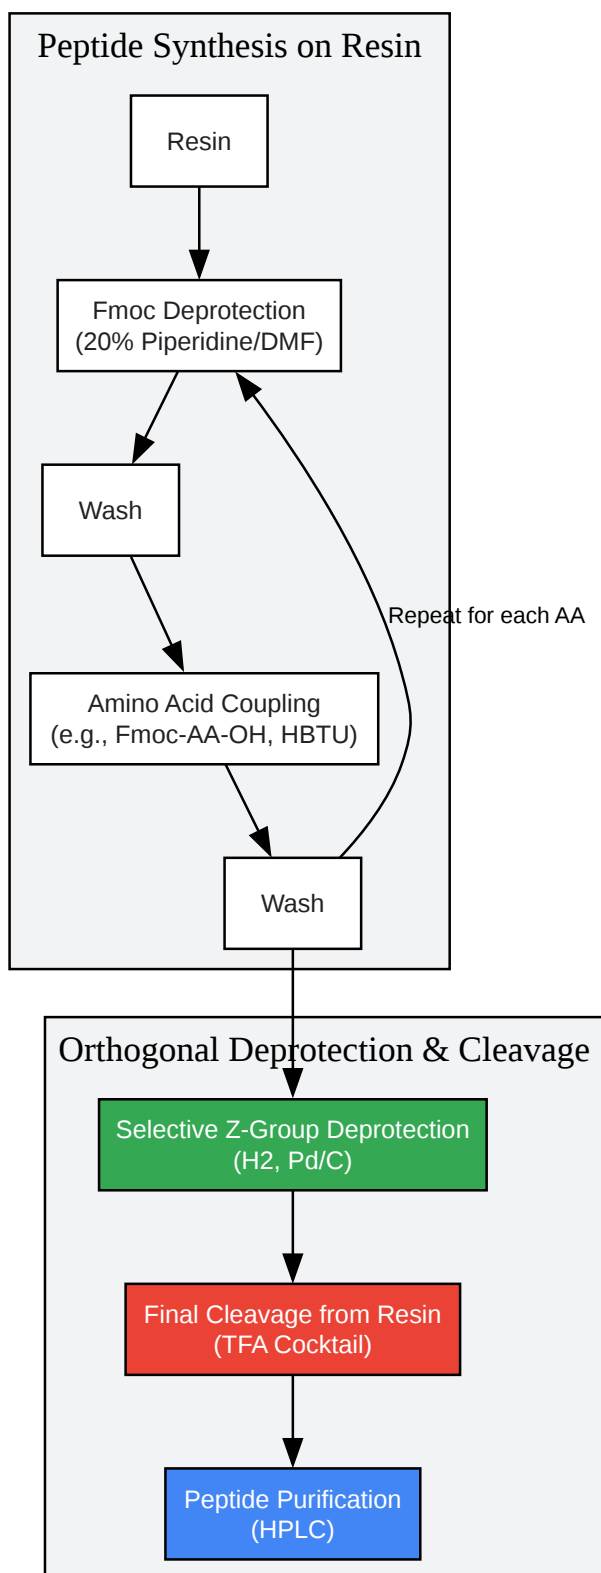 Peptide Synthesis on Resin
Resin
Fmoc Deprotection
(20% Piperidine/DMF)
Wash
Repeat for each AA
Amino Acid Coupling
(e.g., Fmoc-AA-OH, HBTU)
Wash
Orthogonal Deprotection & Cleavage
Selective Z-Group Deprotection
(H2, Pd/C)
Final Cleavage from Resin
(TFA Cocktail)
Peptide Purification
(HPLC)